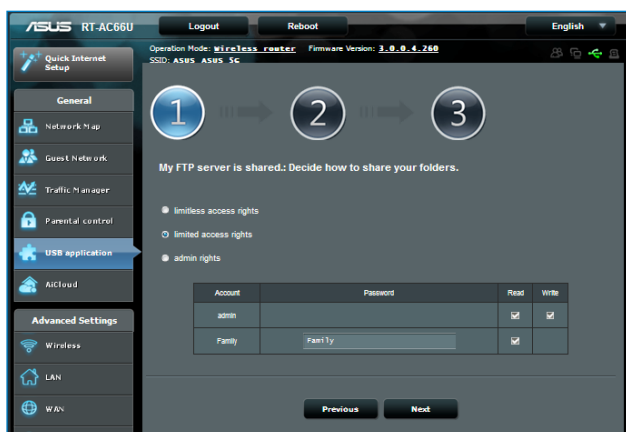 ASUS RT-AC66U Logout Reboot English
Operation Mode: Wireless router Firmware Version: 3.0.0.4.260
SSID: ASUS ASUS_5G
Quick Internet
Setup
General
Network Map
Guest Network
Traffic Manager
Parental control
USB application
AiCloud
Advanced Settings
Wireless
LAN
WAN
1 2 3
My FTP server is shared.: Decide how to share your folders.
limitless access rights
limited access rights
admin rights
Account Password Read Write
admin
Family Family
Previous Next